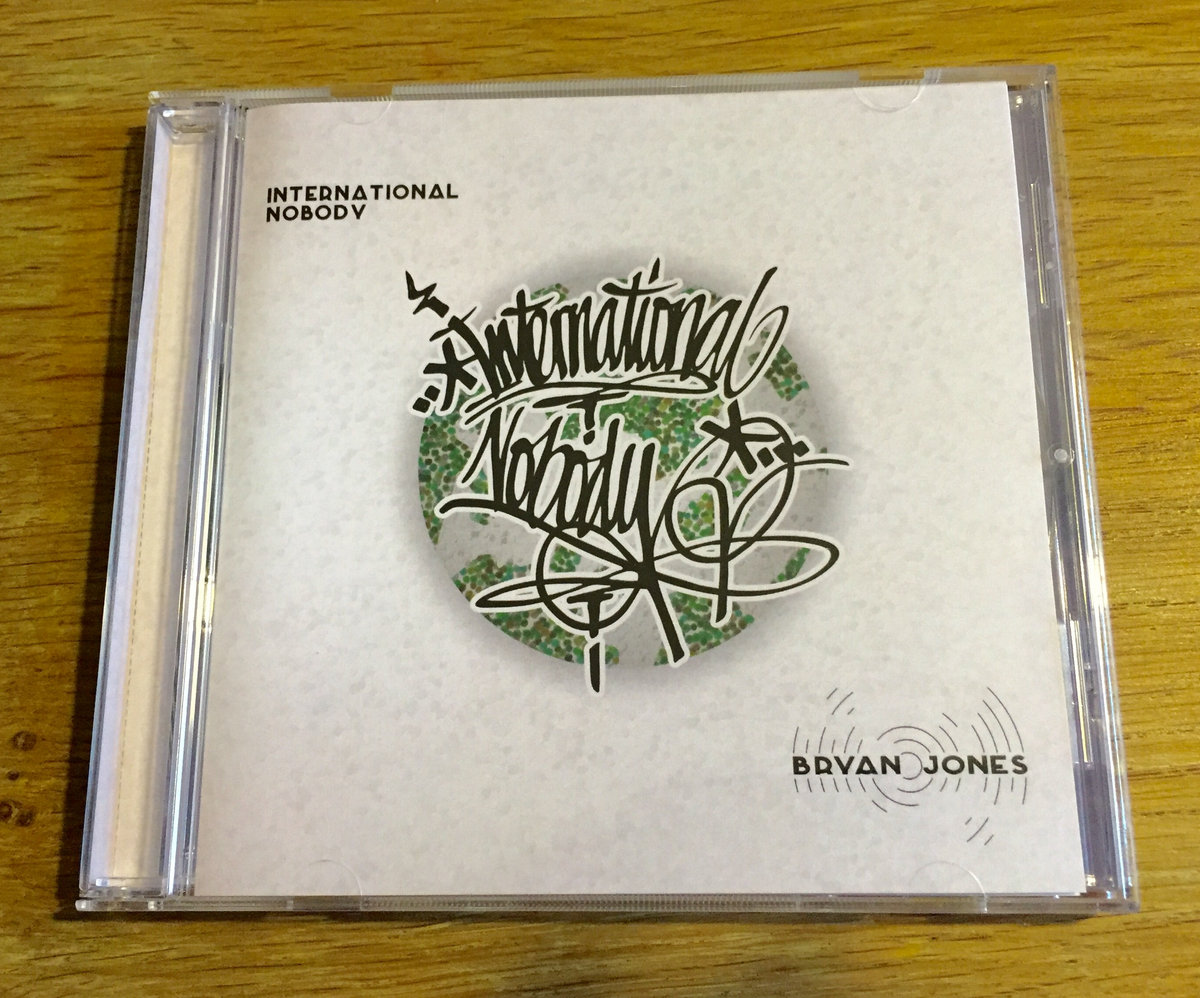 INTERNATIONAL
NOBODY
International
Nobody
BRYAN JONES